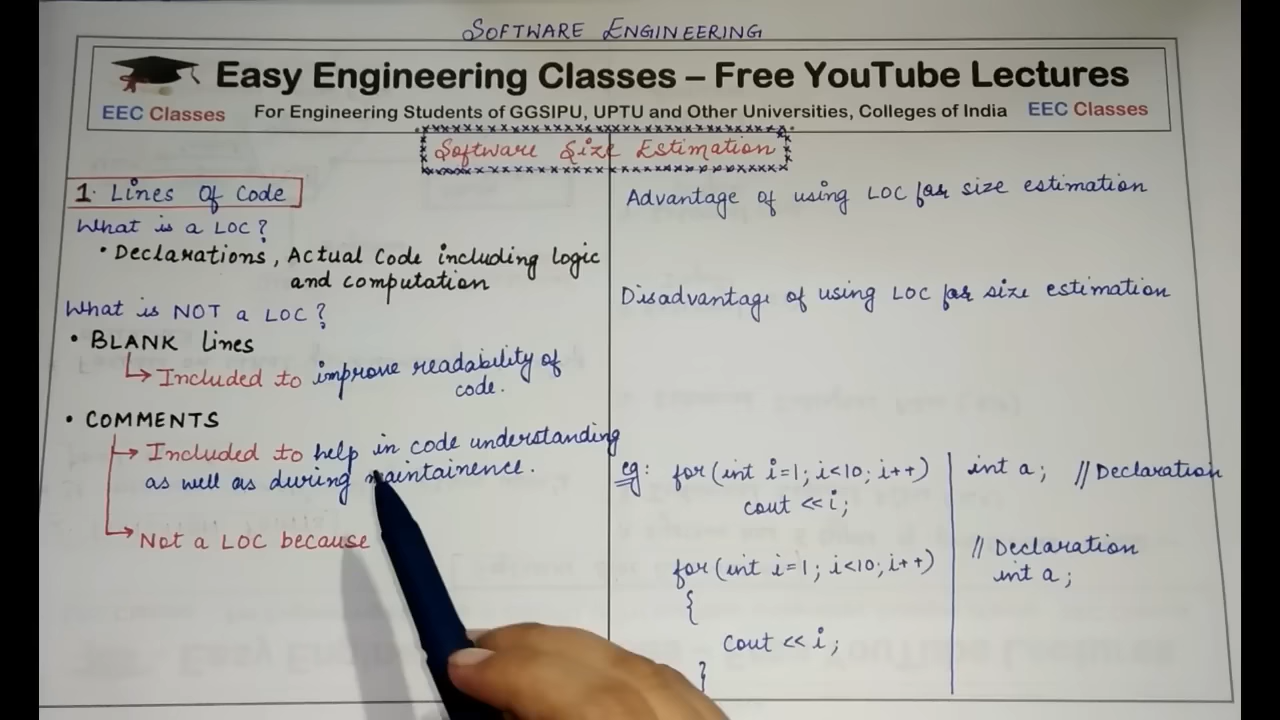 SOFTWARE ENGINEERING
Easy Engineering Classes – Free YouTube Lectures
EEC Classes For Engineering Students of GGSIPU, UPTU and Other Universities, Colleges of India EEC Classes
Software Size Estimation
1. Lines Of Code
What is a LOC?
• Declarations, Actual Code including logic
and computation
What is NOT a LOC?
• BLANK Lines
Included to improve readability of
code.
• COMMENTS
Included to help in code understanding
as well as during maintainence.
Not a LOC because
Advantage of using LOC for size estimation
Disadvantage of using LOC for size estimation
eg: for(int i=1; i<10; i++)
cout <<i;
for(int i=1; i<10; i++)
{
cout <<i;
}
int a; //Declaration
//Declaration
int a;